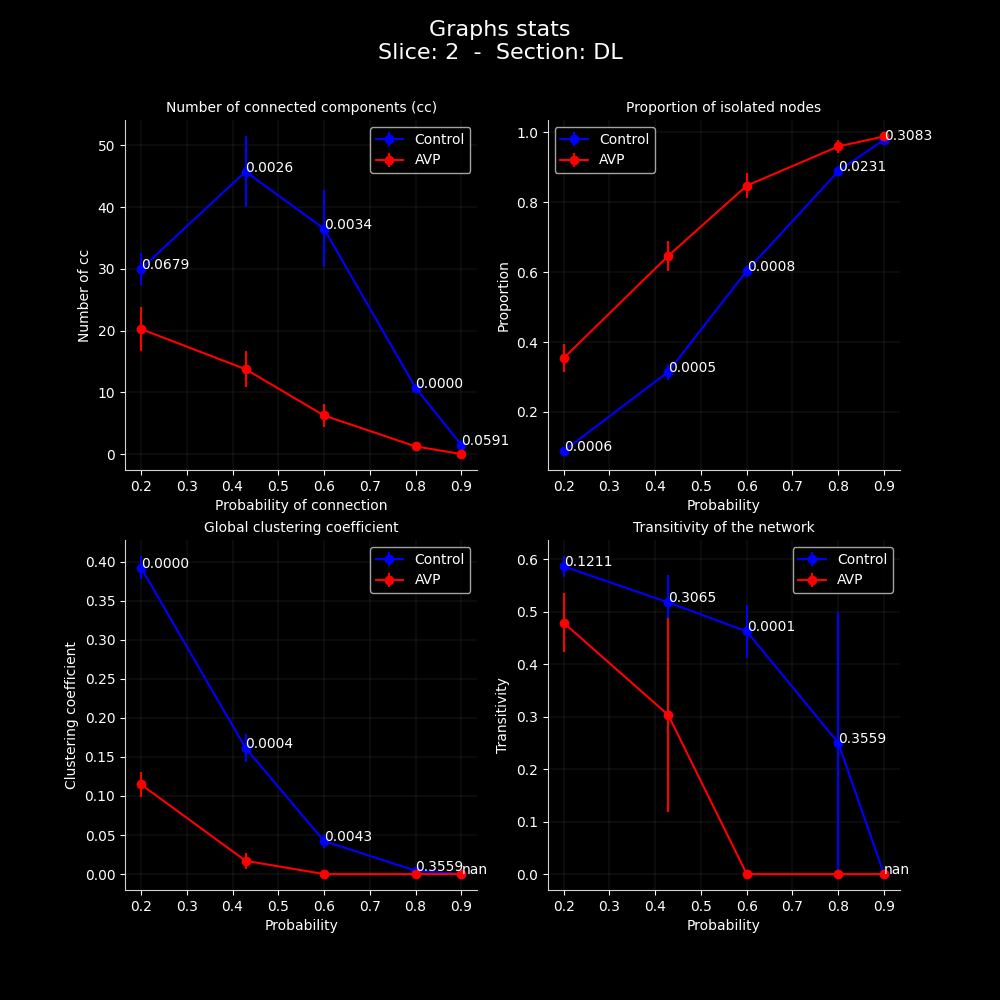 Graphs stats
Slice: 2 - Section: DL
Number of connected components (cc)
Control
AVP
0.0679
0.0026
0.0034
0.0000
0.0591
50
40
30
20
10
0
Number of cc
0.2 0.3 0.4 0.5 0.6 0.7 0.8 0.9
Probability of connection
Proportion of isolated nodes
Control
AVP
0.0006
0.0005
0.0008
0.0231
0.3083
1.0
0.8
0.6
0.4
0.2
Proportion
0.2 0.3 0.4 0.5 0.6 0.7 0.8 0.9
Probability
Global clustering coefficient
Control
AVP
0.0000
0.0004
0.0043
0.3559
nan
0.40
0.35
0.30
0.25
0.20
0.15
0.10
0.05
0.00
Clustering coefficient
0.2 0.3 0.4 0.5 0.6 0.7 0.8 0.9
Probability
Transitivity of the network
Control
AVP
0.1211
0.3065
0.0001
0.3559
nan
0.6
0.5
0.4
0.3
0.2
0.1
0.0
Transitivity
0.2 0.3 0.4 0.5 0.6 0.7 0.8 0.9
Probability